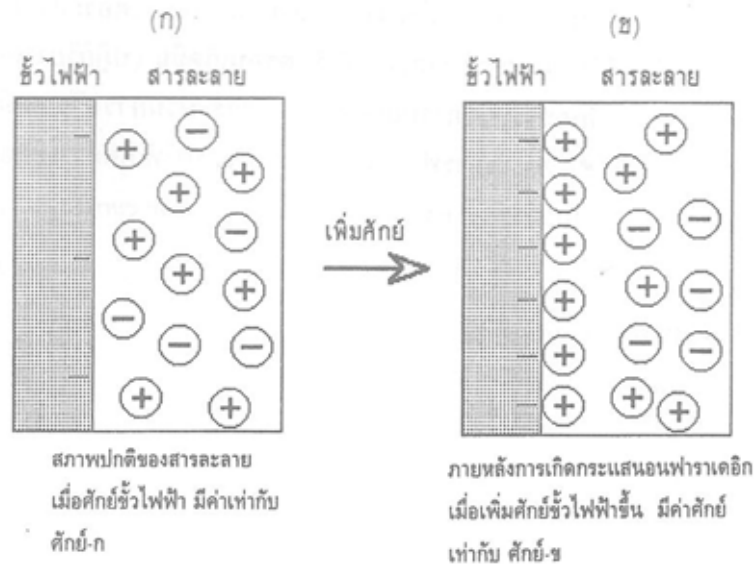 (ก)
(ข)
ขั้วไฟฟ้า สารละลาย
ขั้วไฟฟ้า สารละลาย
เพิ่มศักย์
สภาพปกติของสารละลาย
เมื่อศักย์ขั้วไฟฟ้า มีค่าเท่ากับ
ศักย์-ก
ภายหลังการเกิดกระแสนอนฟาราเดอิก
เมื่อเพิ่มศักย์ขั้วไฟฟ้าขึ้น มีค่าศักย์
เท่ากับ ศักย์-ข